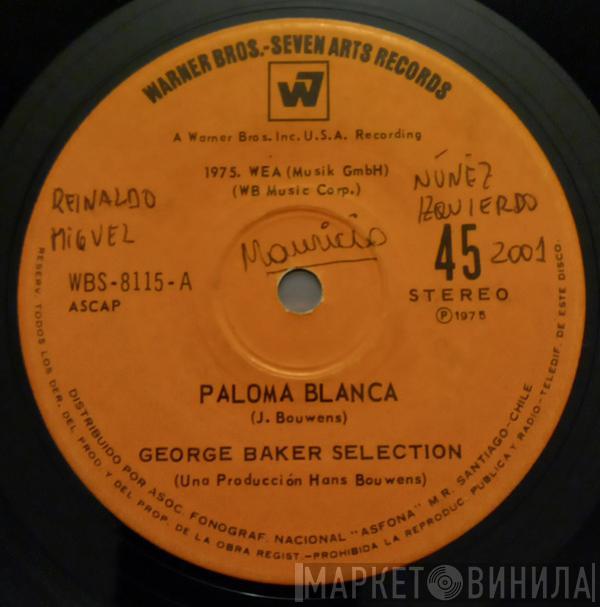 WARNER BROS.-SEVEN ARTS RECORDS
W7
A Warner Bros. Inc. U.S.A. Recording
1975. WEA (Musik GmbH)
(WB Music Corp.)
REINALDO
MIGUEL
NÚÑEZ
IZQUIERDO
2001
Mauricio
WBS-8115-A
ASCAP
45
STEREO
Ⓟ1975
PALOMA BLANCA
(J. Bouwens)
GEORGE BAKER SELECTION
(Una Producción Hans Bouwens)
DISTRIBUIDO POR ASOC. FONOGRAF. NACIONAL "ASFONA" M.R. SANTIAGO-CHILE
RESERV. TODOS LOS DER. DEL PROD. Y DEL PROP. DE LA OBRA REGIST.-PROHIBIDA LA REPRODUC. PUBLICA Y RADIO-TELEDIF. DE ESTE DISCO.
МАРКЕТ ВИНИЛА